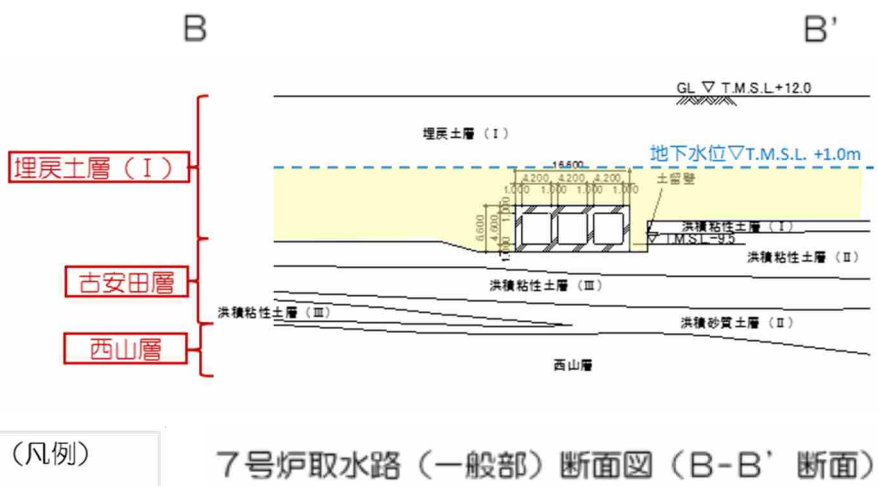 B
B'
GL ▽ T.M.S.L.+12.0
埋戻土層（Ⅰ）
地下水位▽T.M.S.L. +1.0m
埋戻土層（Ⅰ）
16.600
4.200 4.200 4.200
1.000 1.000 1.000 1.000
土留壁
6.600
1.000
4.600
1.000
洪積粘性土層（Ⅰ）
▽ T.M.S.L-9.5
洪積粘性土層（Ⅱ）
古安田層
洪積粘性土層（Ⅲ）
洪積粘性土層（Ⅲ）
洪積砂質土層（Ⅱ）
西山層
西山層
（凡例）
7号炉取水路（一般部）断面図（B-B' 断面）